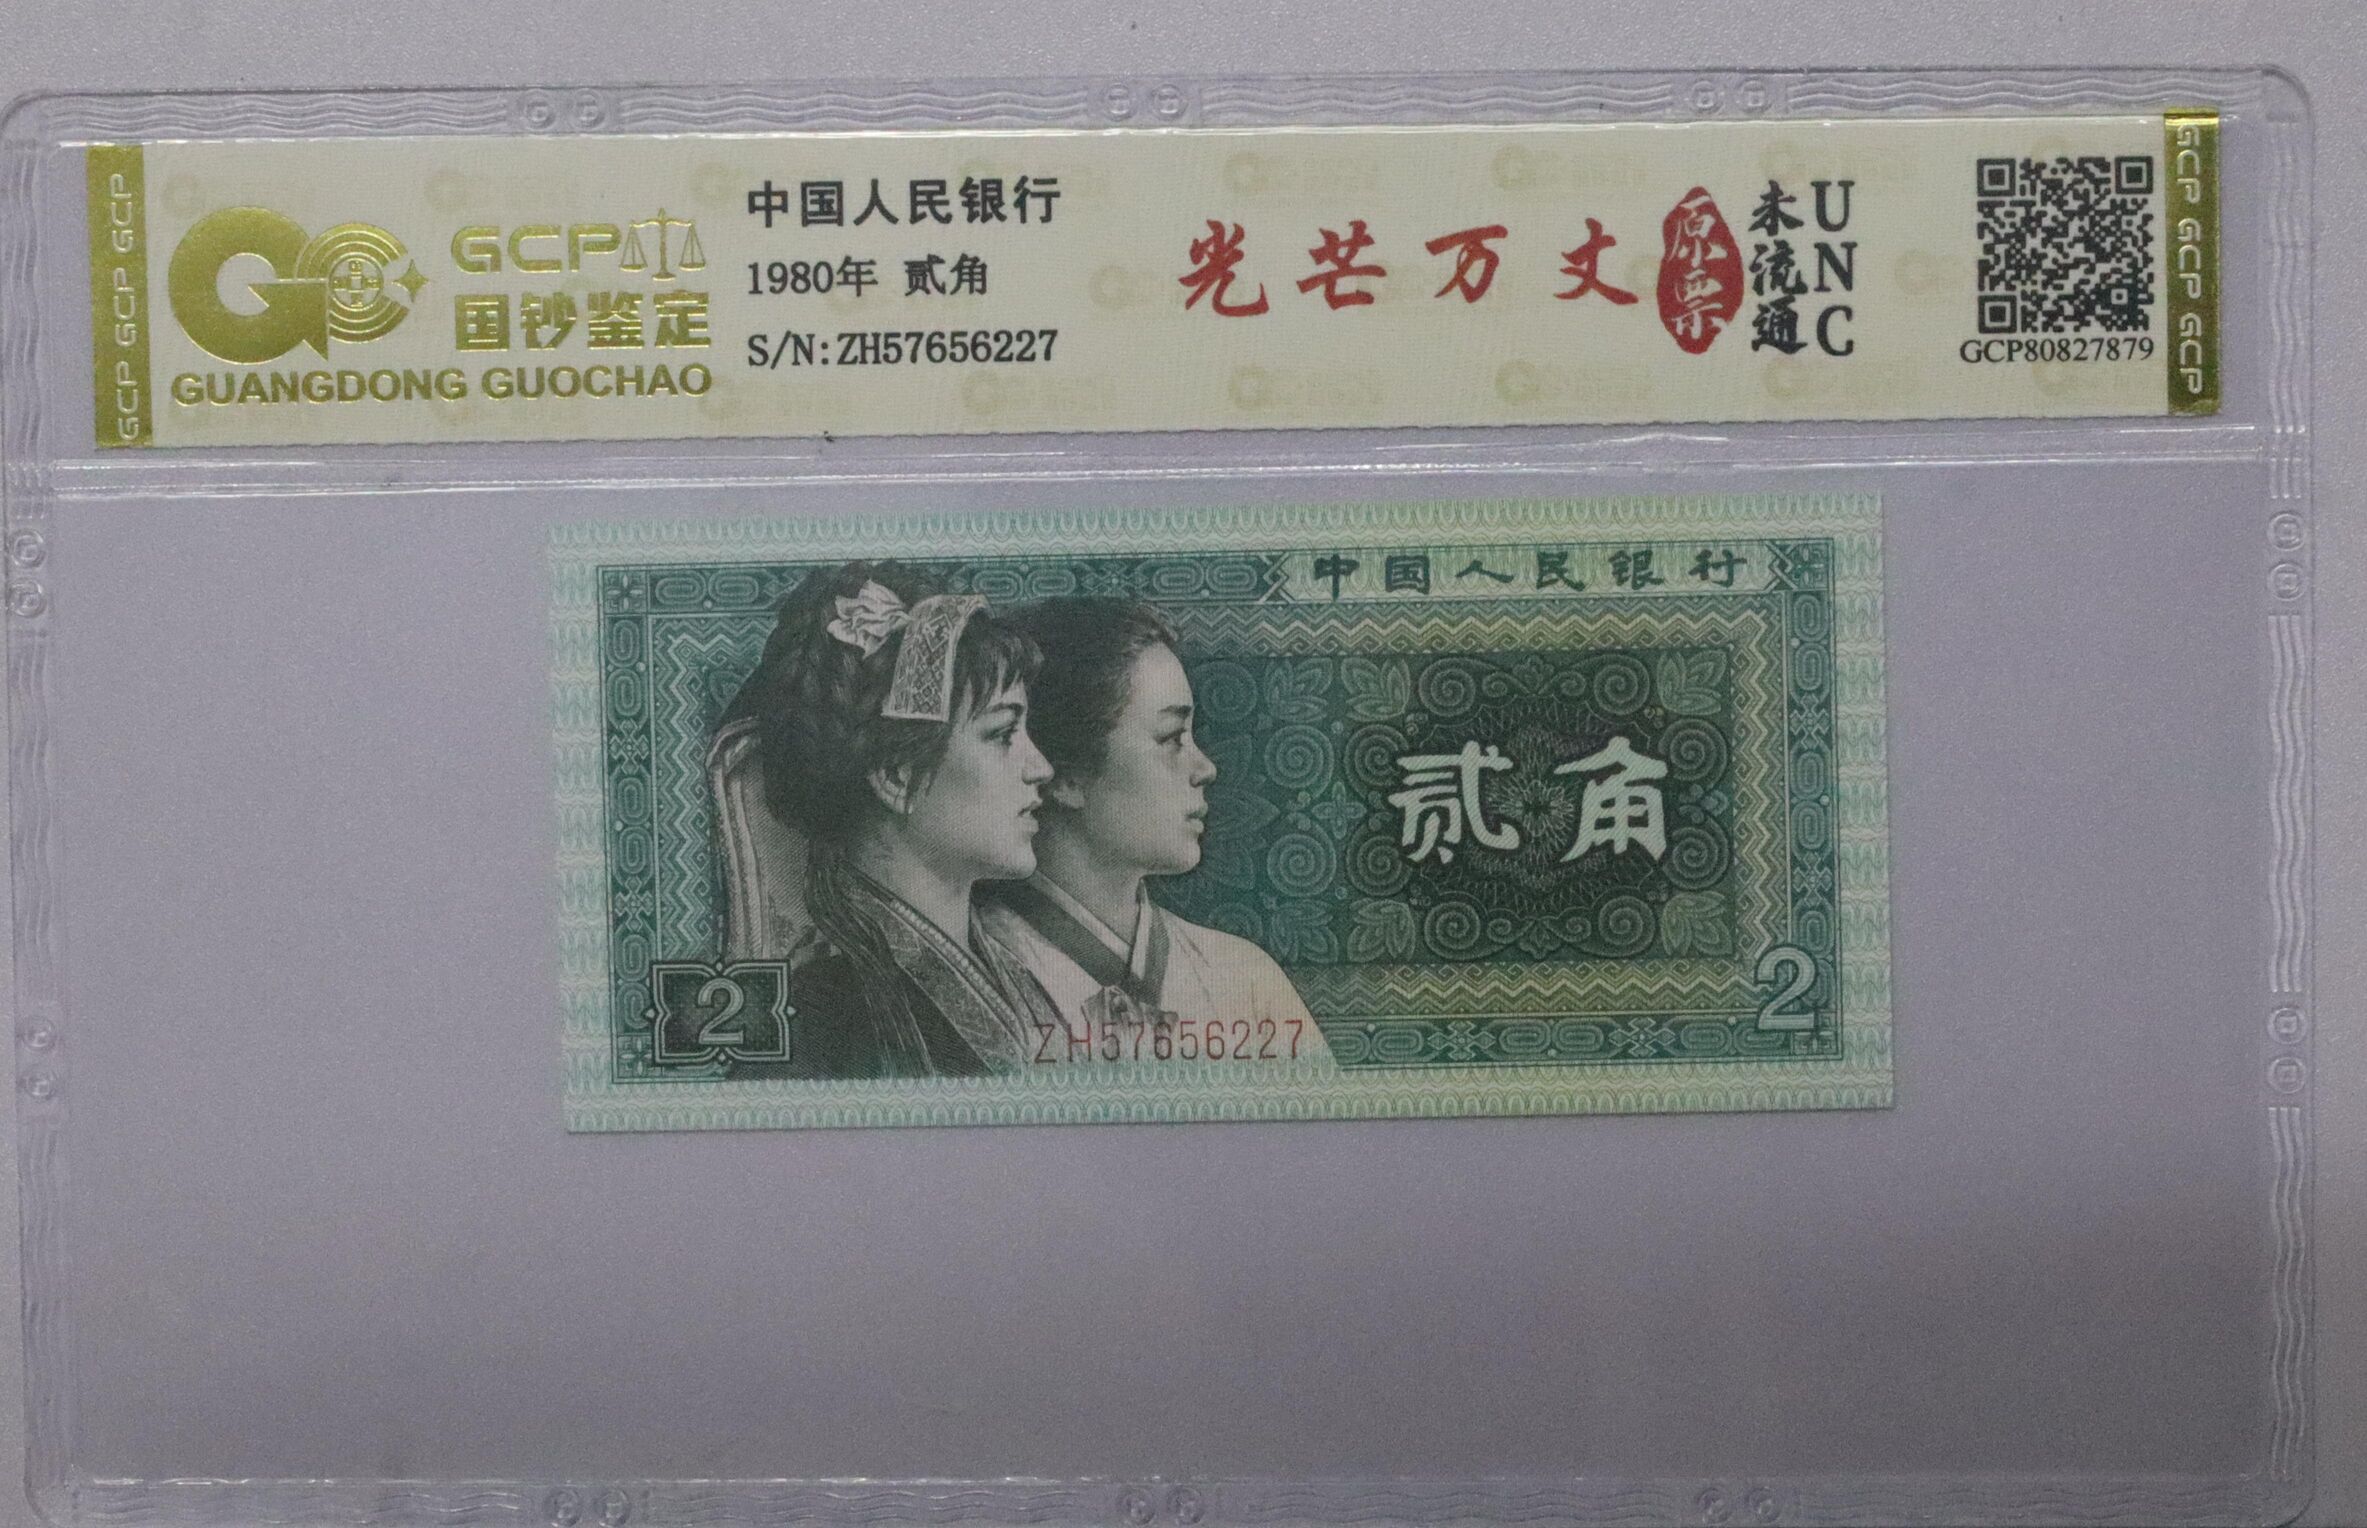 GCP GCP GCP
GCP
国钞鉴定
GUANGDONG GUOCHAO
中国人民银行
1980年 贰角
S/N:ZH57656227
光芒万丈
原票
未流通
UNC
GCP80827879
GCP GCP GCP
中国人民银行
贰角
2
2
ZH57656227